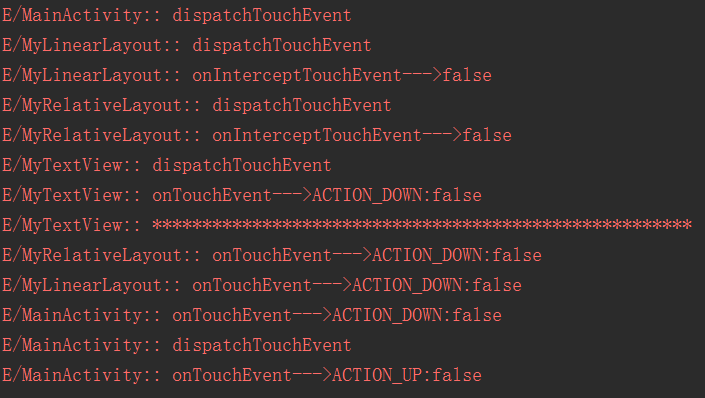 E/MainActivity:: dispatchTouchEvent
E/MyLinearLayout:: dispatchTouchEvent
E/MyLinearLayout:: onInterceptTouchEvent--->false
E/MyRelativeLayout:: dispatchTouchEvent
E/MyRelativeLayout:: onInterceptTouchEvent--->false
E/MyTextView:: dispatchTouchEvent
E/MyTextView:: onTouchEvent--->ACTION_DOWN:false
E/MyTextView:: ******************************************************
E/MyRelativeLayout:: onTouchEvent--->ACTION_DOWN:false
E/MyLinearLayout:: onTouchEvent--->ACTION_DOWN:false
E/MainActivity:: onTouchEvent--->ACTION_DOWN:false
E/MainActivity:: dispatchTouchEvent
E/MainActivity:: onTouchEvent--->ACTION_UP:false